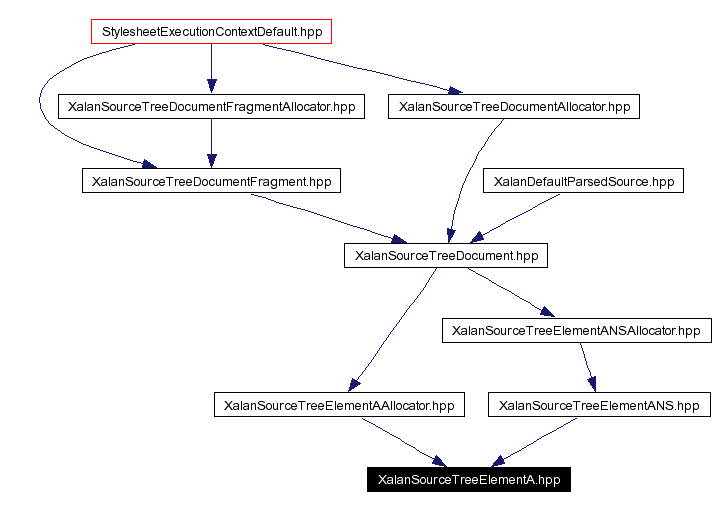 StylesheetExecutionContextDefault.hpp
XalanSourceTreeDocumentFragmentAllocator.hpp
XalanSourceTreeDocumentAllocator.hpp
XalanSourceTreeDocumentFragment.hpp
XalanDefaultParsedSource.hpp
XalanSourceTreeDocument.hpp
XalanSourceTreeElementANSAllocator.hpp
XalanSourceTreeElementAAllocator.hpp
XalanSourceTreeElementANS.hpp
XalanSourceTreeElementA.hpp